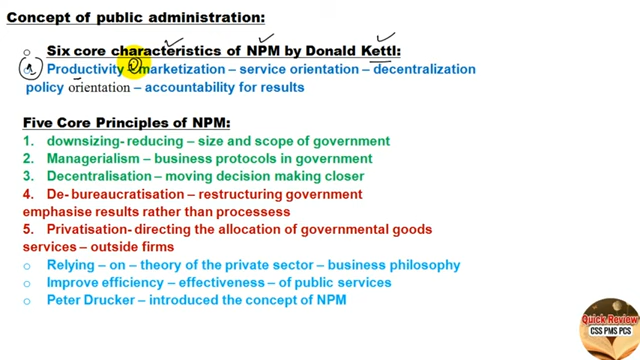 Concept of public administration:
o Six core characteristics of NPM by Donald Kettl:
1 Productivity 2 marketization – service orientation – decentralization
policy orientation – accountability for results
Five Core Principles of NPM:
1. downsizing- reducing – size and scope of government
2. Managerialism – business protocols in government
3. Decentralisation – moving decision making closer
4. De- bureaucratisation – restructuring government
emphasise results rather than processess
5. Privatisation- directing the allocation of governmental goods
services – outside firms
o Relying – on – theory of the private sector – business philosophy
o Improve efficiency – effectiveness – of public services
o Peter Drucker – introduced the concept of NPM
Quick Review
CSS PMS PCS